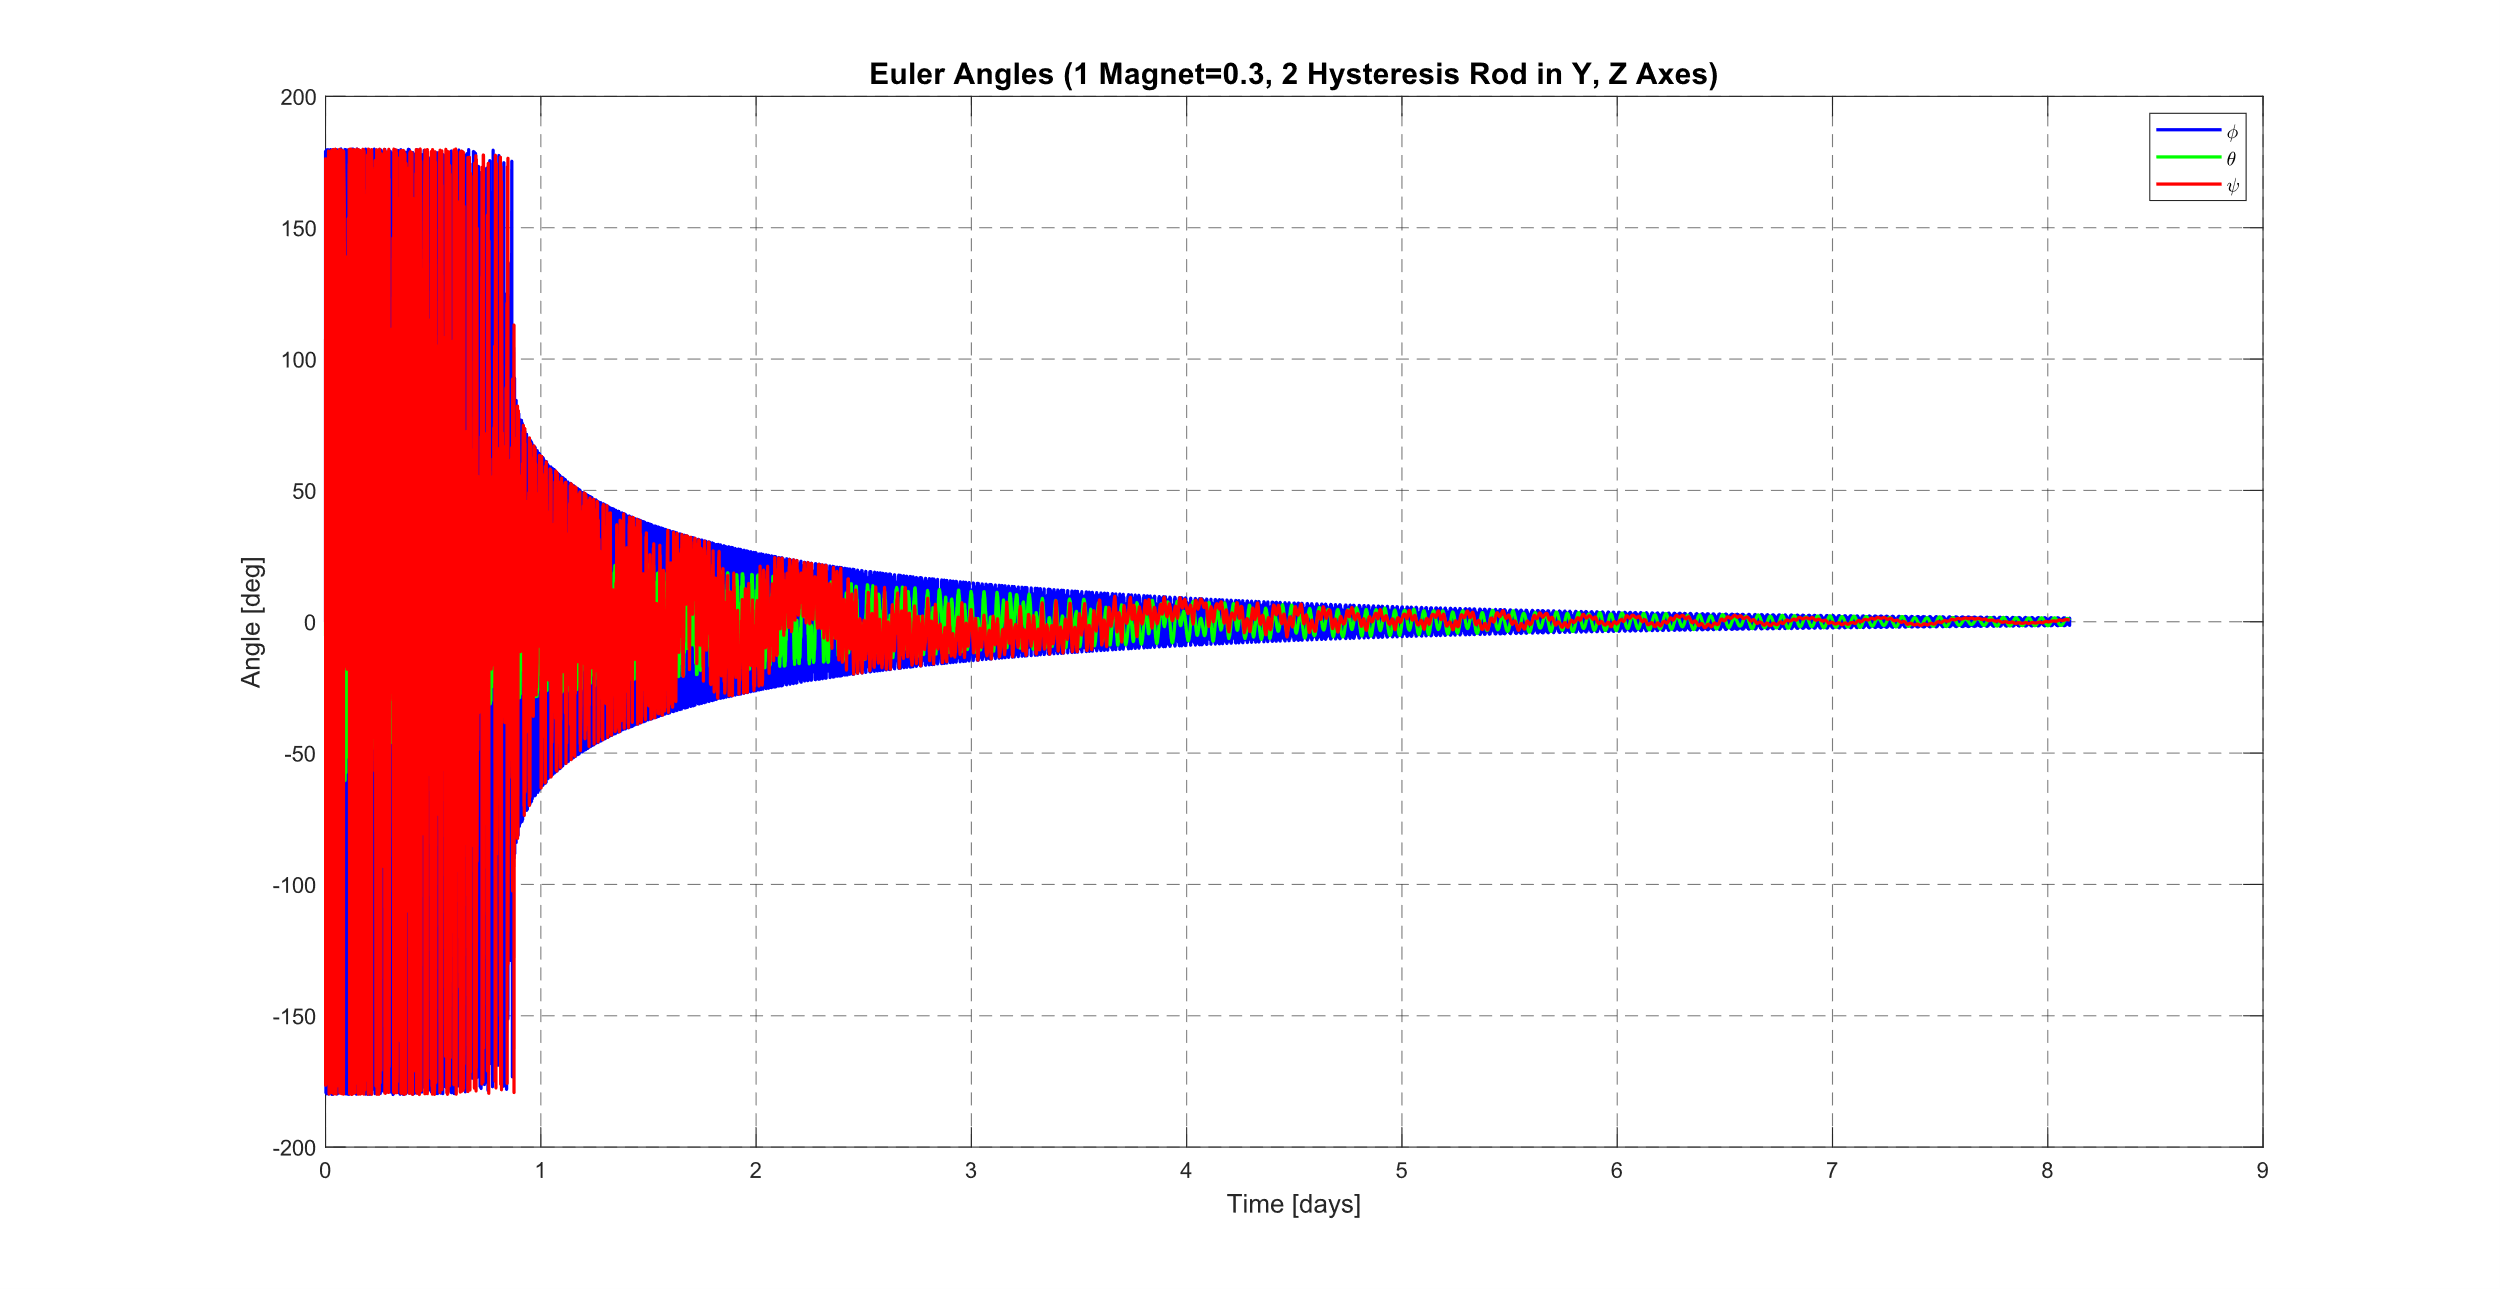 Euler Angles (1 Magnet=0.3, 2 Hysteresis Rod in Y, Z Axes)
200
150
100
50
0
-50
-100
-150
-200
Angle [deg]
ϕ
θ
ψ
0 1 2 3 4 5 6 7 8 9
Time [days]